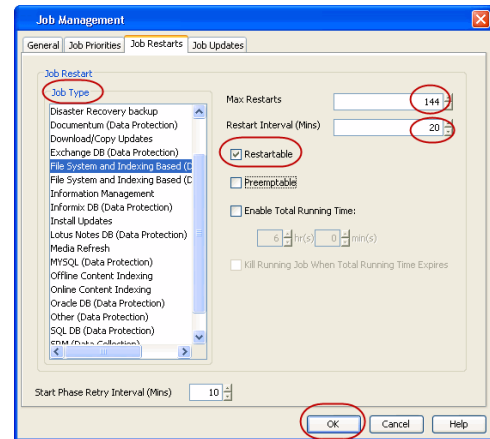 Job Management
General Job Priorities Job Restarts Job Updates
Job Restart
Job Type
Disaster Recovery backup
Documentum (Data Protection)
Download/Copy Updates
Exchange DB (Data Protection)
File System and Indexing Based (D
File System and Indexing Based (D
Information Management
Informix DB (Data Protection)
Install Updates
Lotus Notes DB (Data Protection)
Media Refresh
MYSQL (Data Protection)
Offline Content Indexing
Online Content Indexing
Oracle DB (Data Protection)
Other (Data Protection)
SQL DB (Data Protection)
SRM (Data Collection)
Max Restarts 144
Restart Interval (Mins) 20
Restartable
Preemptable
Enable Total Running Time:
6 hr(s) 0 min(s)
Kill Running Job When Total Running Time Expires
Start Phase Retry Interval (Mins) 10
OK Cancel Help